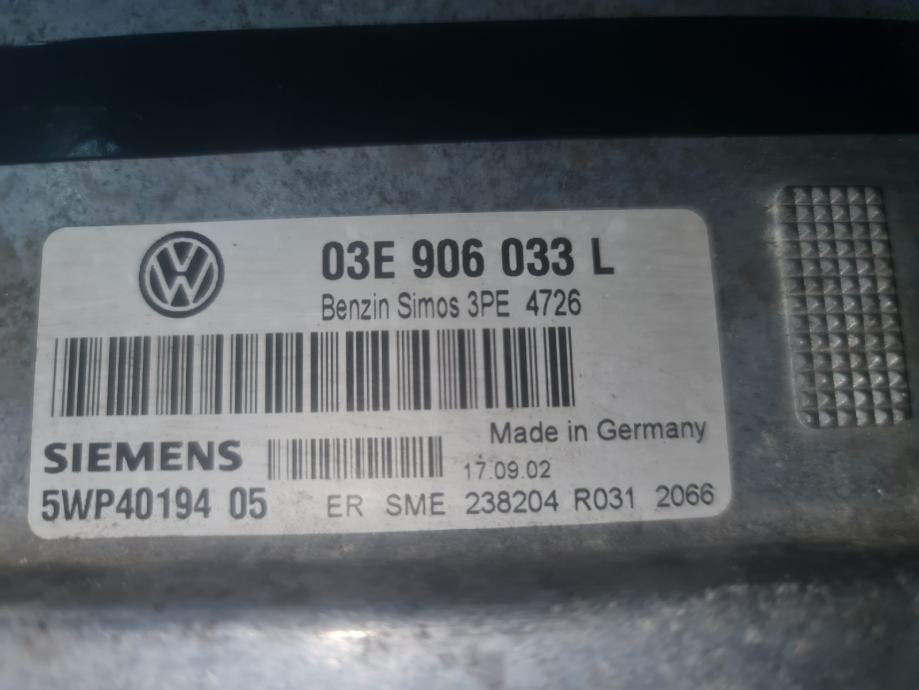 03E 906 033 L
Benzin Simos 3PE 4726
Made in Germany
SIEMENS
17.09.02
5WP40194 05
ER SME 238204 R031 2066